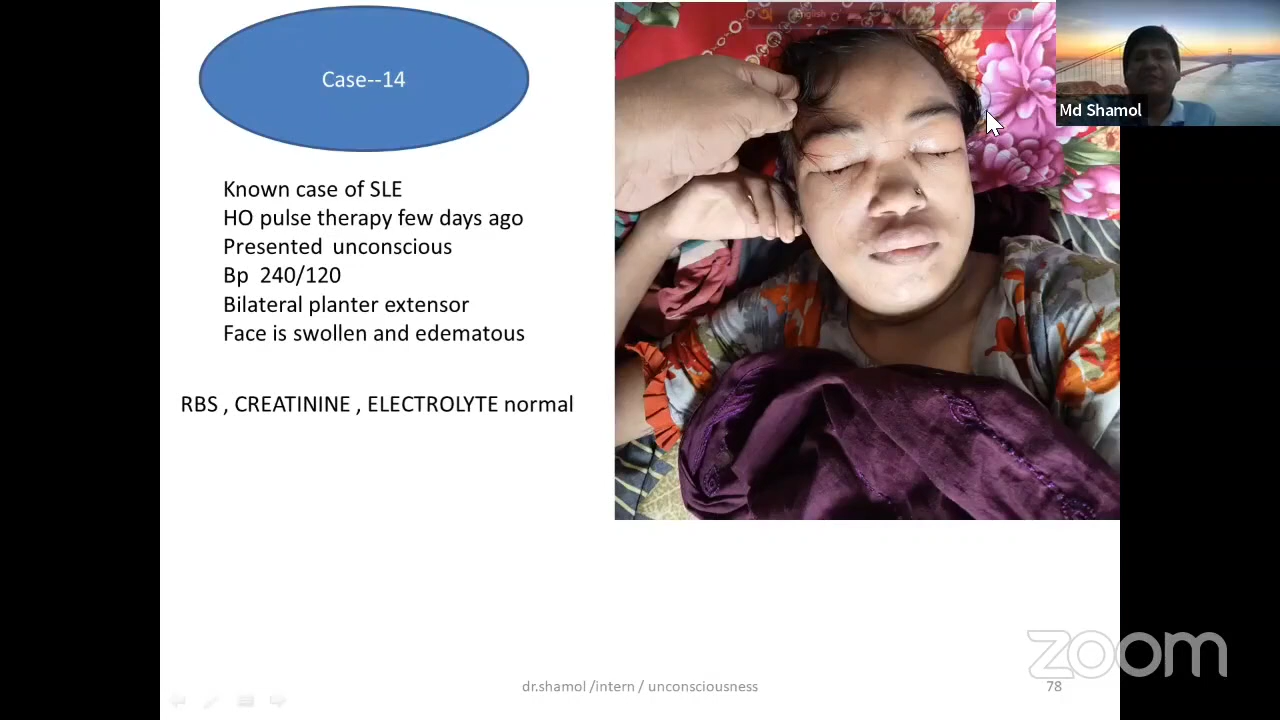 Case--14
Known case of SLE
HO pulse therapy few days ago
Presented unconscious
Bp 240/120
Bilateral planter extensor
Face is swollen and edematous
RBS , CREATININE , ELECTROLYTE normal
English
Md Shamol
zoom
dr.shamol /intern / unconsciousness
78